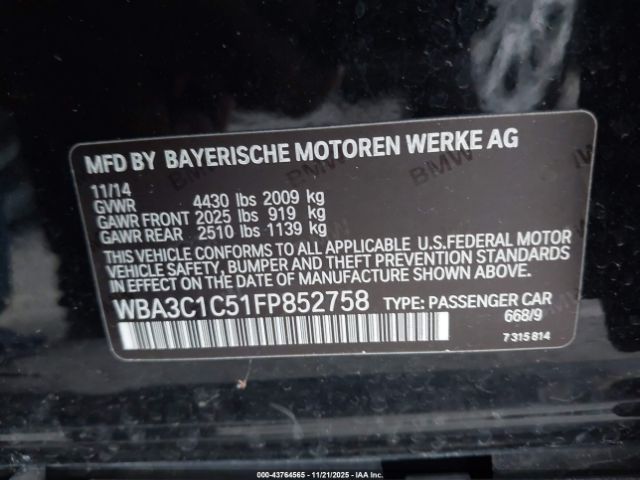 MFD BY BAYERISCHE MOTOREN WERKE AG
11/14
GVWR 4430 lbs 2009 kg
GAWR FRONT 2025 lbs 919 kg
GAWR REAR 2510 lbs 1139 kg
THIS VEHICLE CONFORMS TO ALL APPLICABLE U.S.FEDERAL MOTOR
VEHICLE SAFETY, BUMPER AND THEFT PREVENTION STANDARDS
IN EFFECT ON THE DATE OF MANUFACTURE SHOWN ABOVE.
WBA3C1C51FP852758 TYPE: PASSENGER CAR
668/9
7 315 814
000-43764565 - 11/21/2025 - IAA Inc.